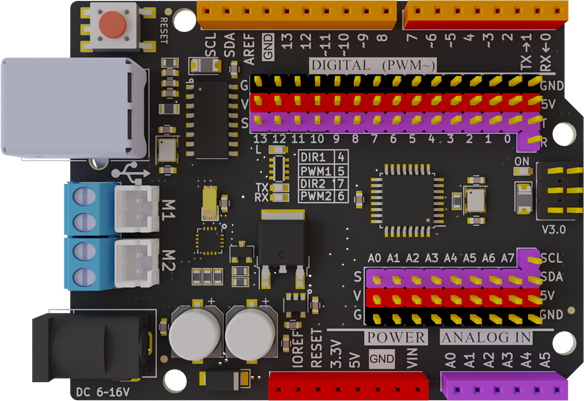 RESET
SCL
SDA
AREF
GND
13
12
~11
~10
~9
8
7
~6
~5
4
~3
2
TX→1
RX←0
DIGITAL (PWM~)
G
GND
V
5V
S
T
R
13 12 11 10 9 8 7 6 5 4 3 2 1 0
DIR1 4
PWM1 5
DIR2 7
PWM2 6
TX
RX
ON
V3.0
M1
M2
A0 A1 A2 A3 A4 A5 A6 A7
SCL
S
SDA
V
5V
G
GND
POWER
ANALOG IN
IOREF
RESET
3.3V
5V
GND
VIN
A0
A1
A2
A3
A4
A5
DC 6~16V